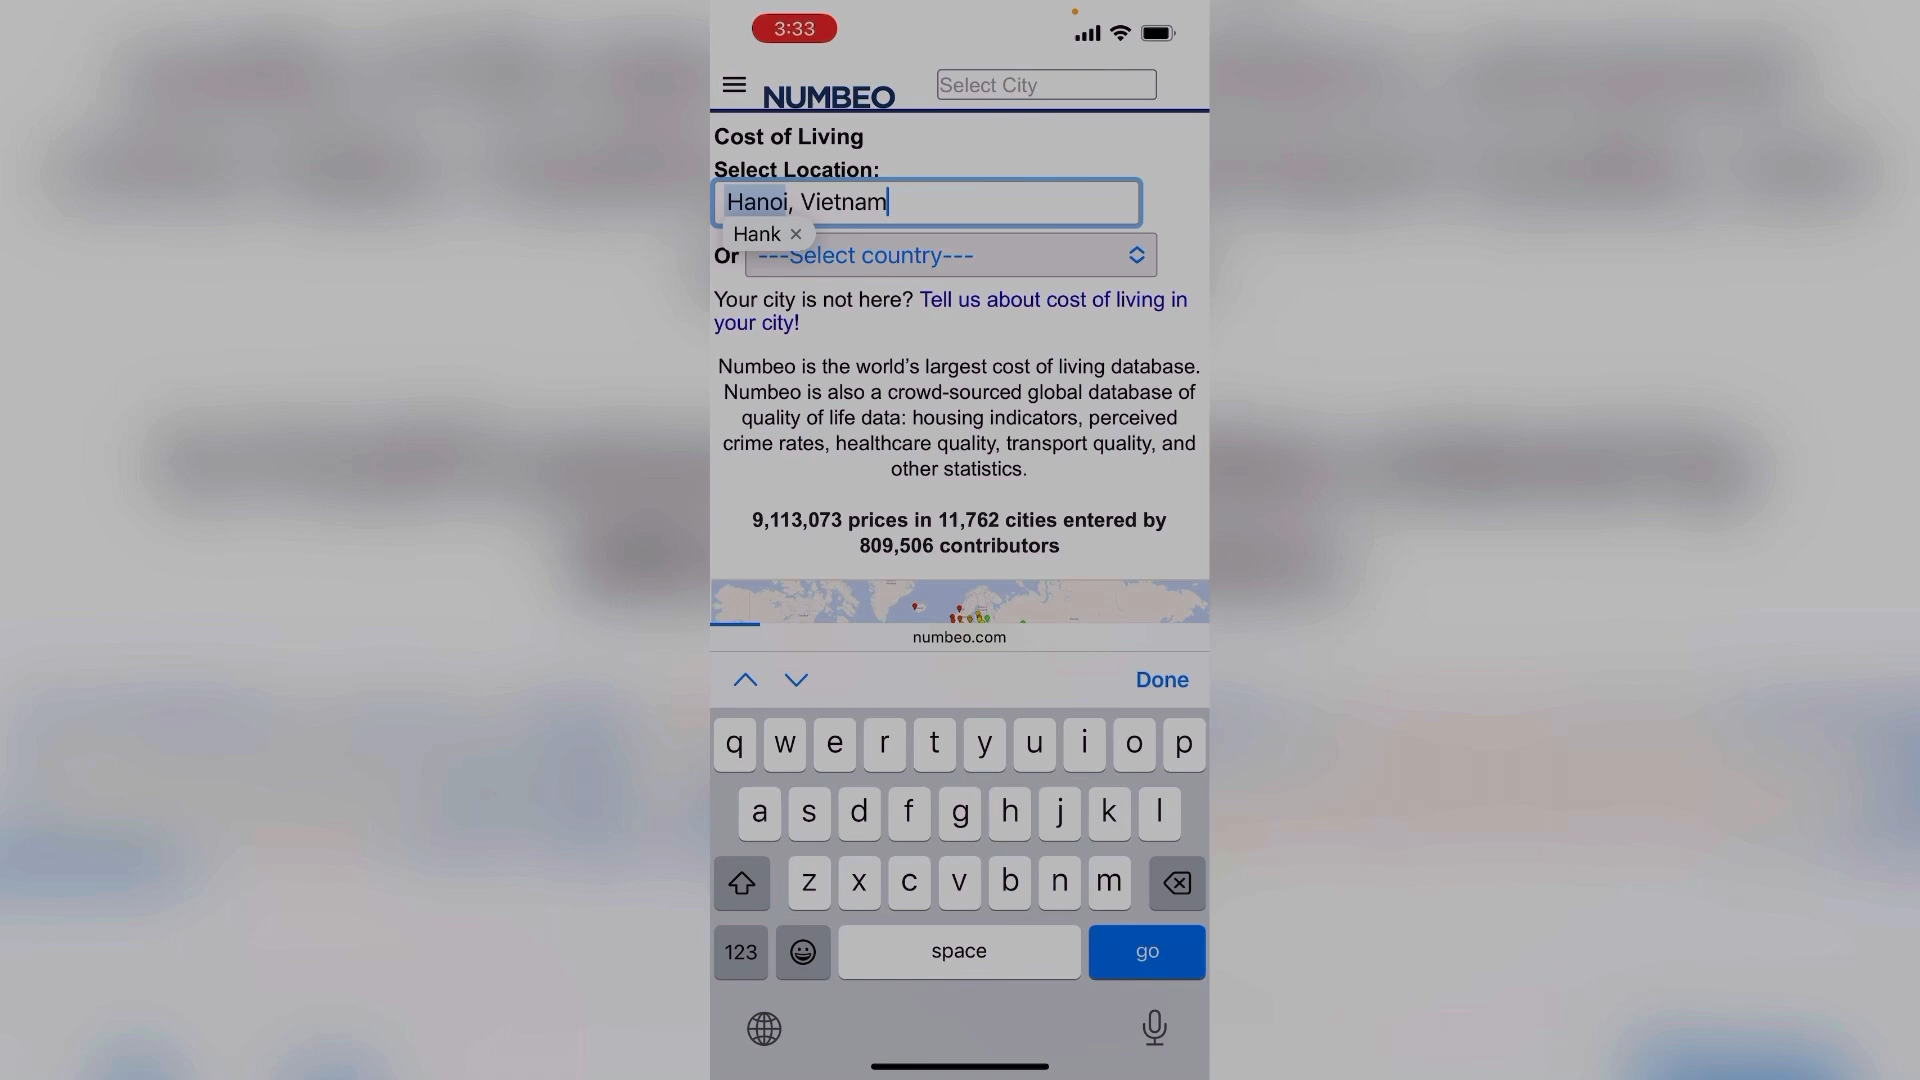 3:33
NUMBEO
Select City
Cost of Living
Select Location:
Hanoi, Vietnam
Hank ×
Or ---Select country---
Your city is not here? Tell us about cost of living in
your city!
Numbeo is the world’s largest cost of living database.
Numbeo is also a crowd-sourced global database of
quality of life data: housing indicators, perceived
crime rates, healthcare quality, transport quality, and
other statistics.
9,113,073 prices in 11,762 cities entered by
809,506 contributors
numbeo.com
Done
q w e r t y u i o p
a s d f g h j k l
z x c v b n m
123 space go